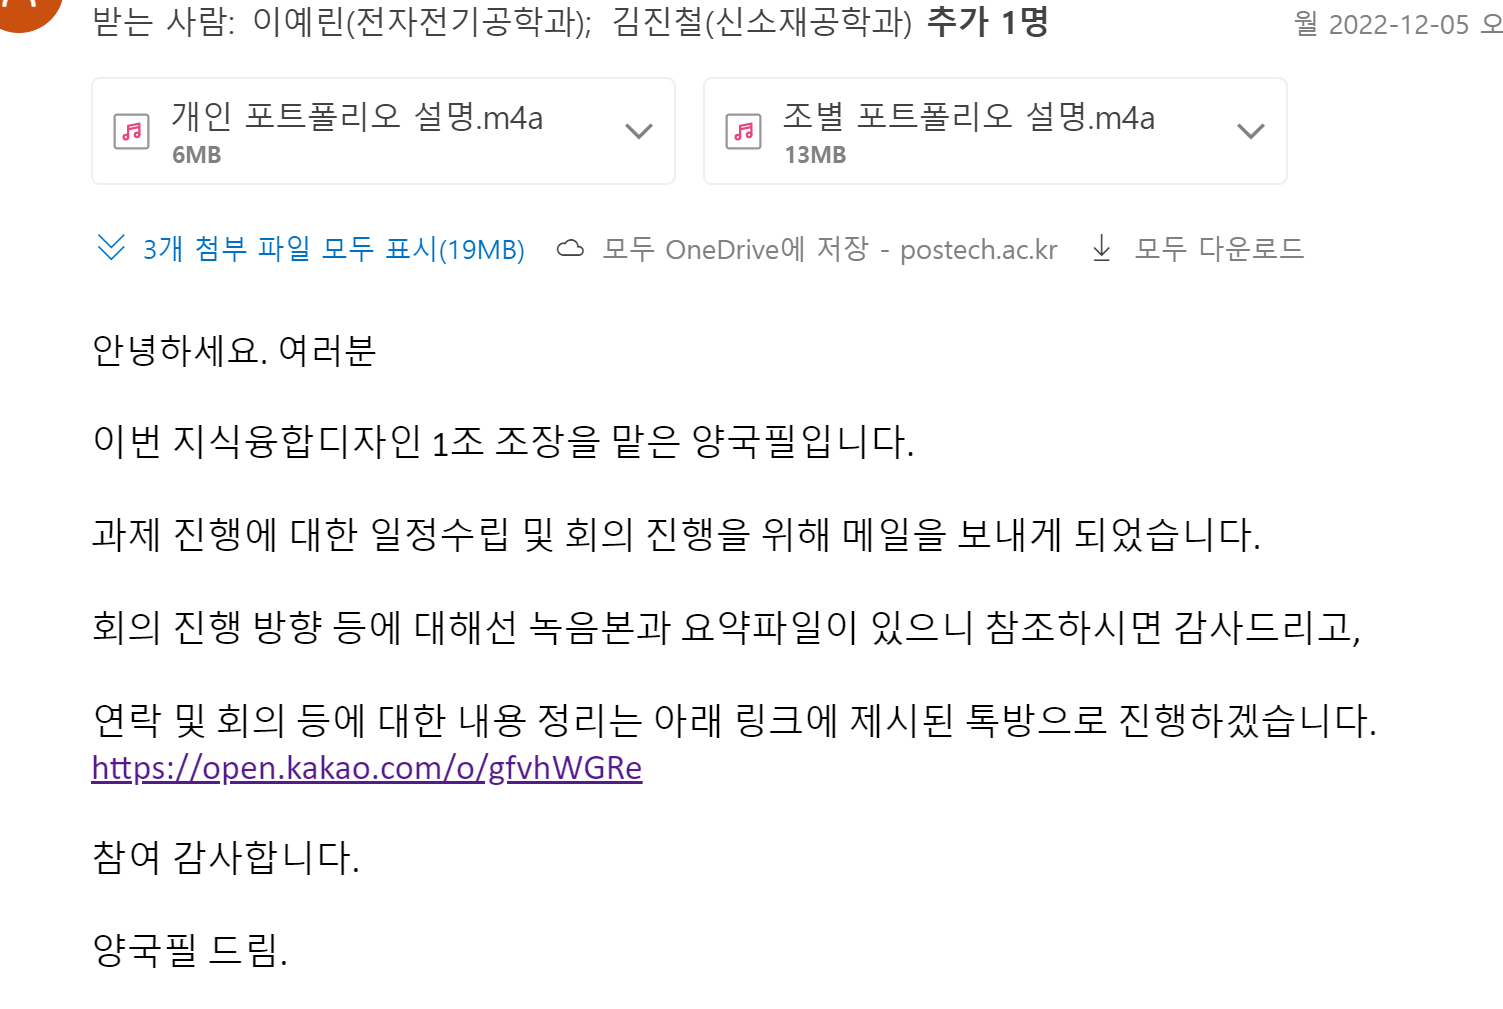 받는 사람: 이예린(전자전기공학과); 김진철(신소재공학과) 추가 1명
월 2022-12-05 오
개인 포트폴리오 설명.m4a
6MB
조별 포트폴리오 설명.m4a
13MB
3개 첨부 파일 모두 표시(19MB) 모두 OneDrive에 저장 - postech.ac.kr 모두 다운로드
안녕하세요. 여러분
이번 지식융합디자인 1조 조장을 맡은 양국필입니다.
과제 진행에 대한 일정수립 및 회의 진행을 위해 메일을 보내게 되었습니다.
회의 진행 방향 등에 대해선 녹음본과 요약파일이 있으니 참조하시면 감사드리고,
연락 및 회의 등에 대한 내용 정리는 아래 링크에 제시된 톡방으로 진행하겠습니다.
https://open.kakao.com/o/gfvhWGRe
참여 감사합니다.
양국필 드림.